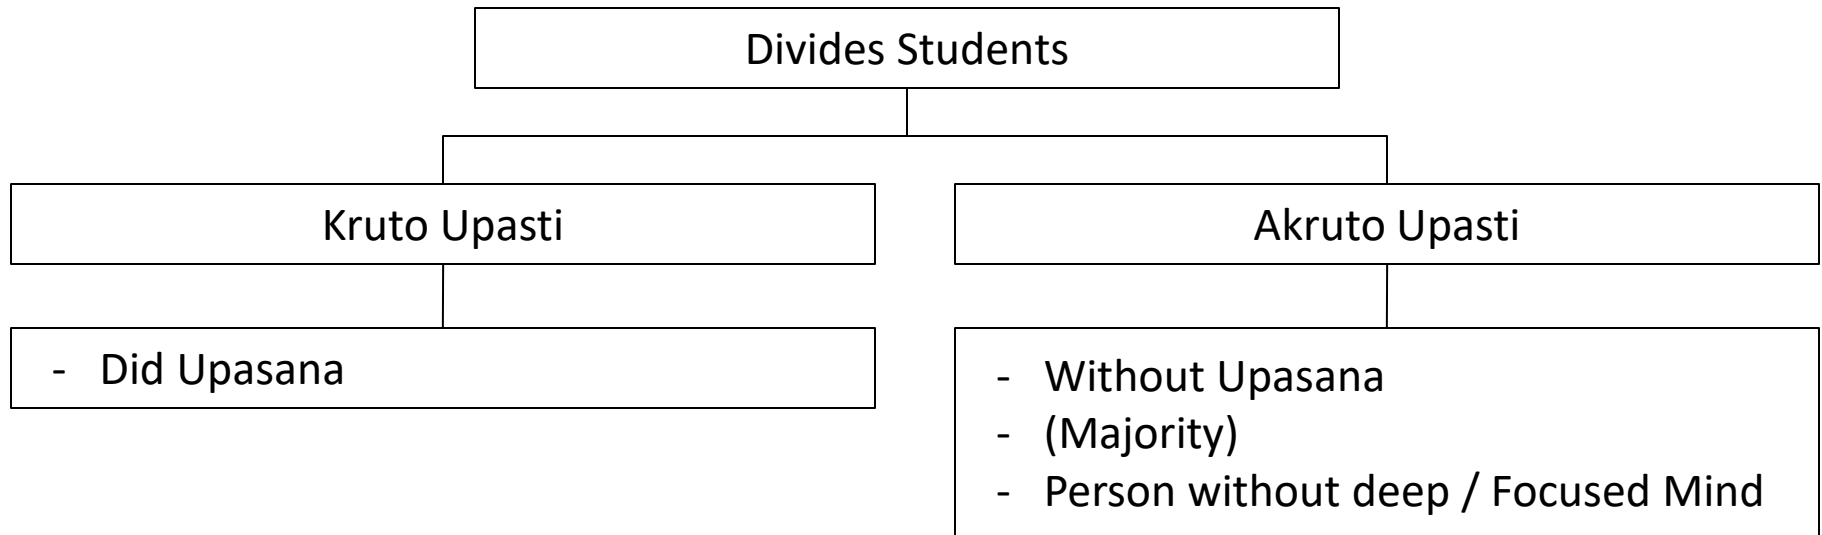 Divides Students
Kruto Upasti
Akruto Upasti
- Did Upasana
- Without Upasana
- (Majority)
- Person without deep / Focused Mind